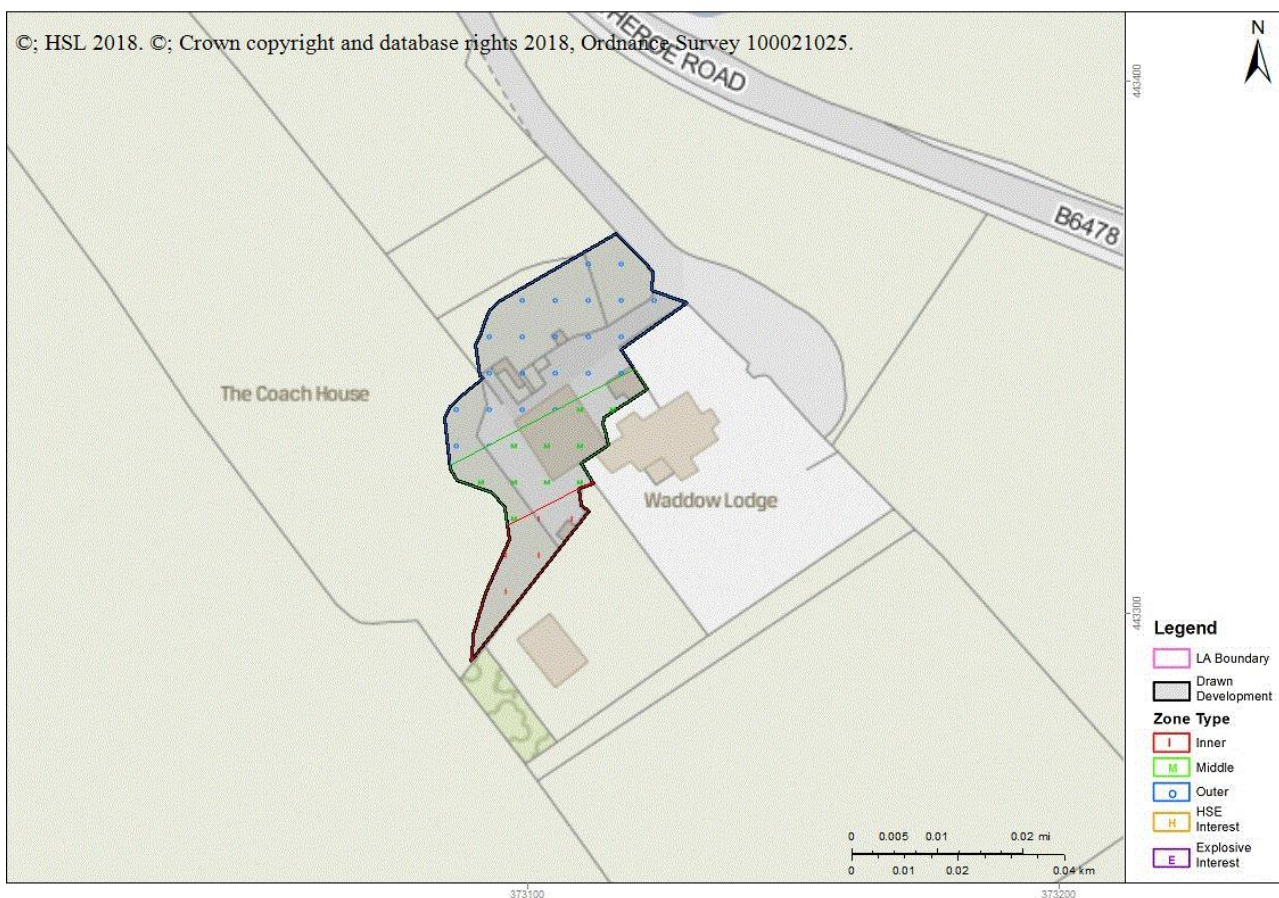 ©; HSL 2018. ©; Crown copyright and database rights 2018, Ordnance Survey 100021025.
N
THEROE ROAD
443400
B6478
The Coach House
Waddow Lodge
443300
Legend
LA Boundary
Drawn
Development
Zone Type
I Inner
M Middle
O Outer
H HSE
Interest
E Explosive
Interest
0 0.005 0.01 0.02 mi
0 0.01 0.02 0.04 km
373100
373200